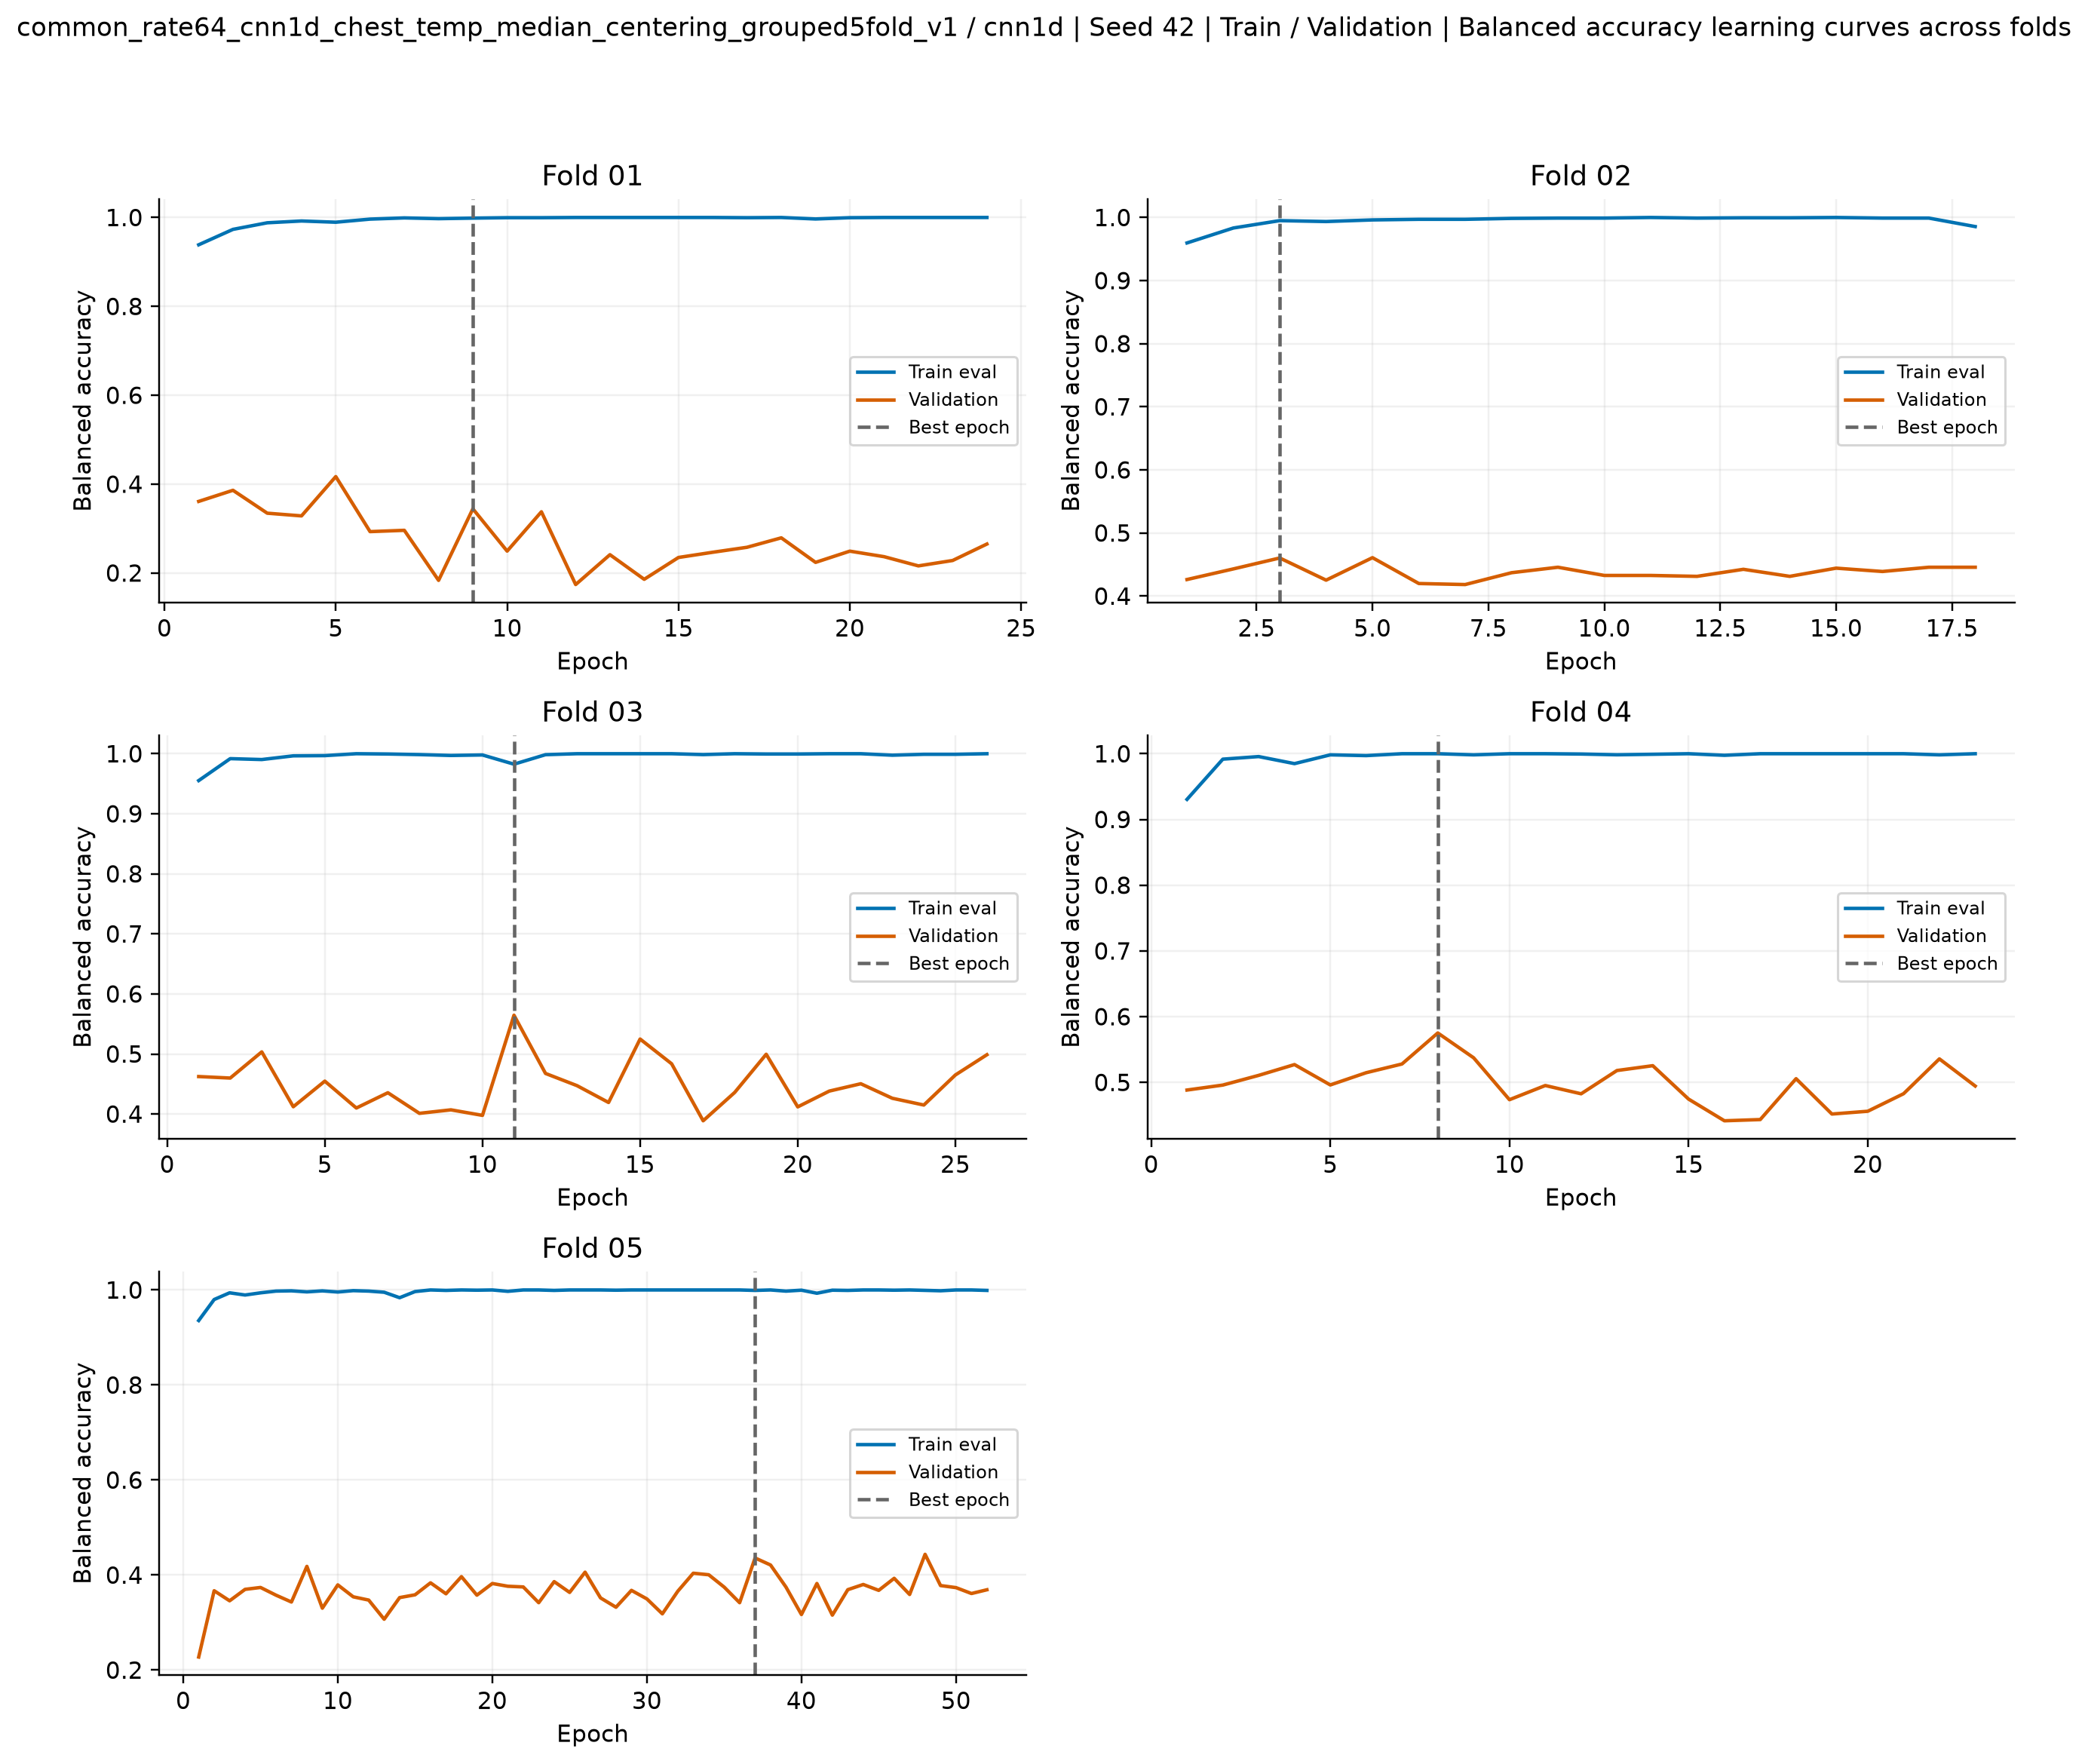 common_rate64_cnn1d_chest_temp_median_centering_grouped5fold_v1 / cnn1d | Seed 42 | Train / Validation | Balanced accuracy learning curves across folds
Fold 01
Balanced accuracy
1.0
0.8
0.6
0.4
0.2
0 5 10 15 20 25
Epoch
Train eval
Validation
Best epoch
Fold 02
Balanced accuracy
1.0
0.9
0.8
0.7
0.6
0.5
0.4
2.5 5.0 7.5 10.0 12.5 15.0 17.5
Epoch
Train eval
Validation
Best epoch
Fold 03
Balanced accuracy
1.0
0.9
0.8
0.7
0.6
0.5
0.4
0 5 10 15 20 25
Epoch
Train eval
Validation
Best epoch
Fold 04
Balanced accuracy
1.0
0.9
0.8
0.7
0.6
0.5
0 5 10 15 20
Epoch
Train eval
Validation
Best epoch
Fold 05
Balanced accuracy
1.0
0.8
0.6
0.4
0.2
0 10 20 30 40 50
Epoch
Train eval
Validation
Best epoch